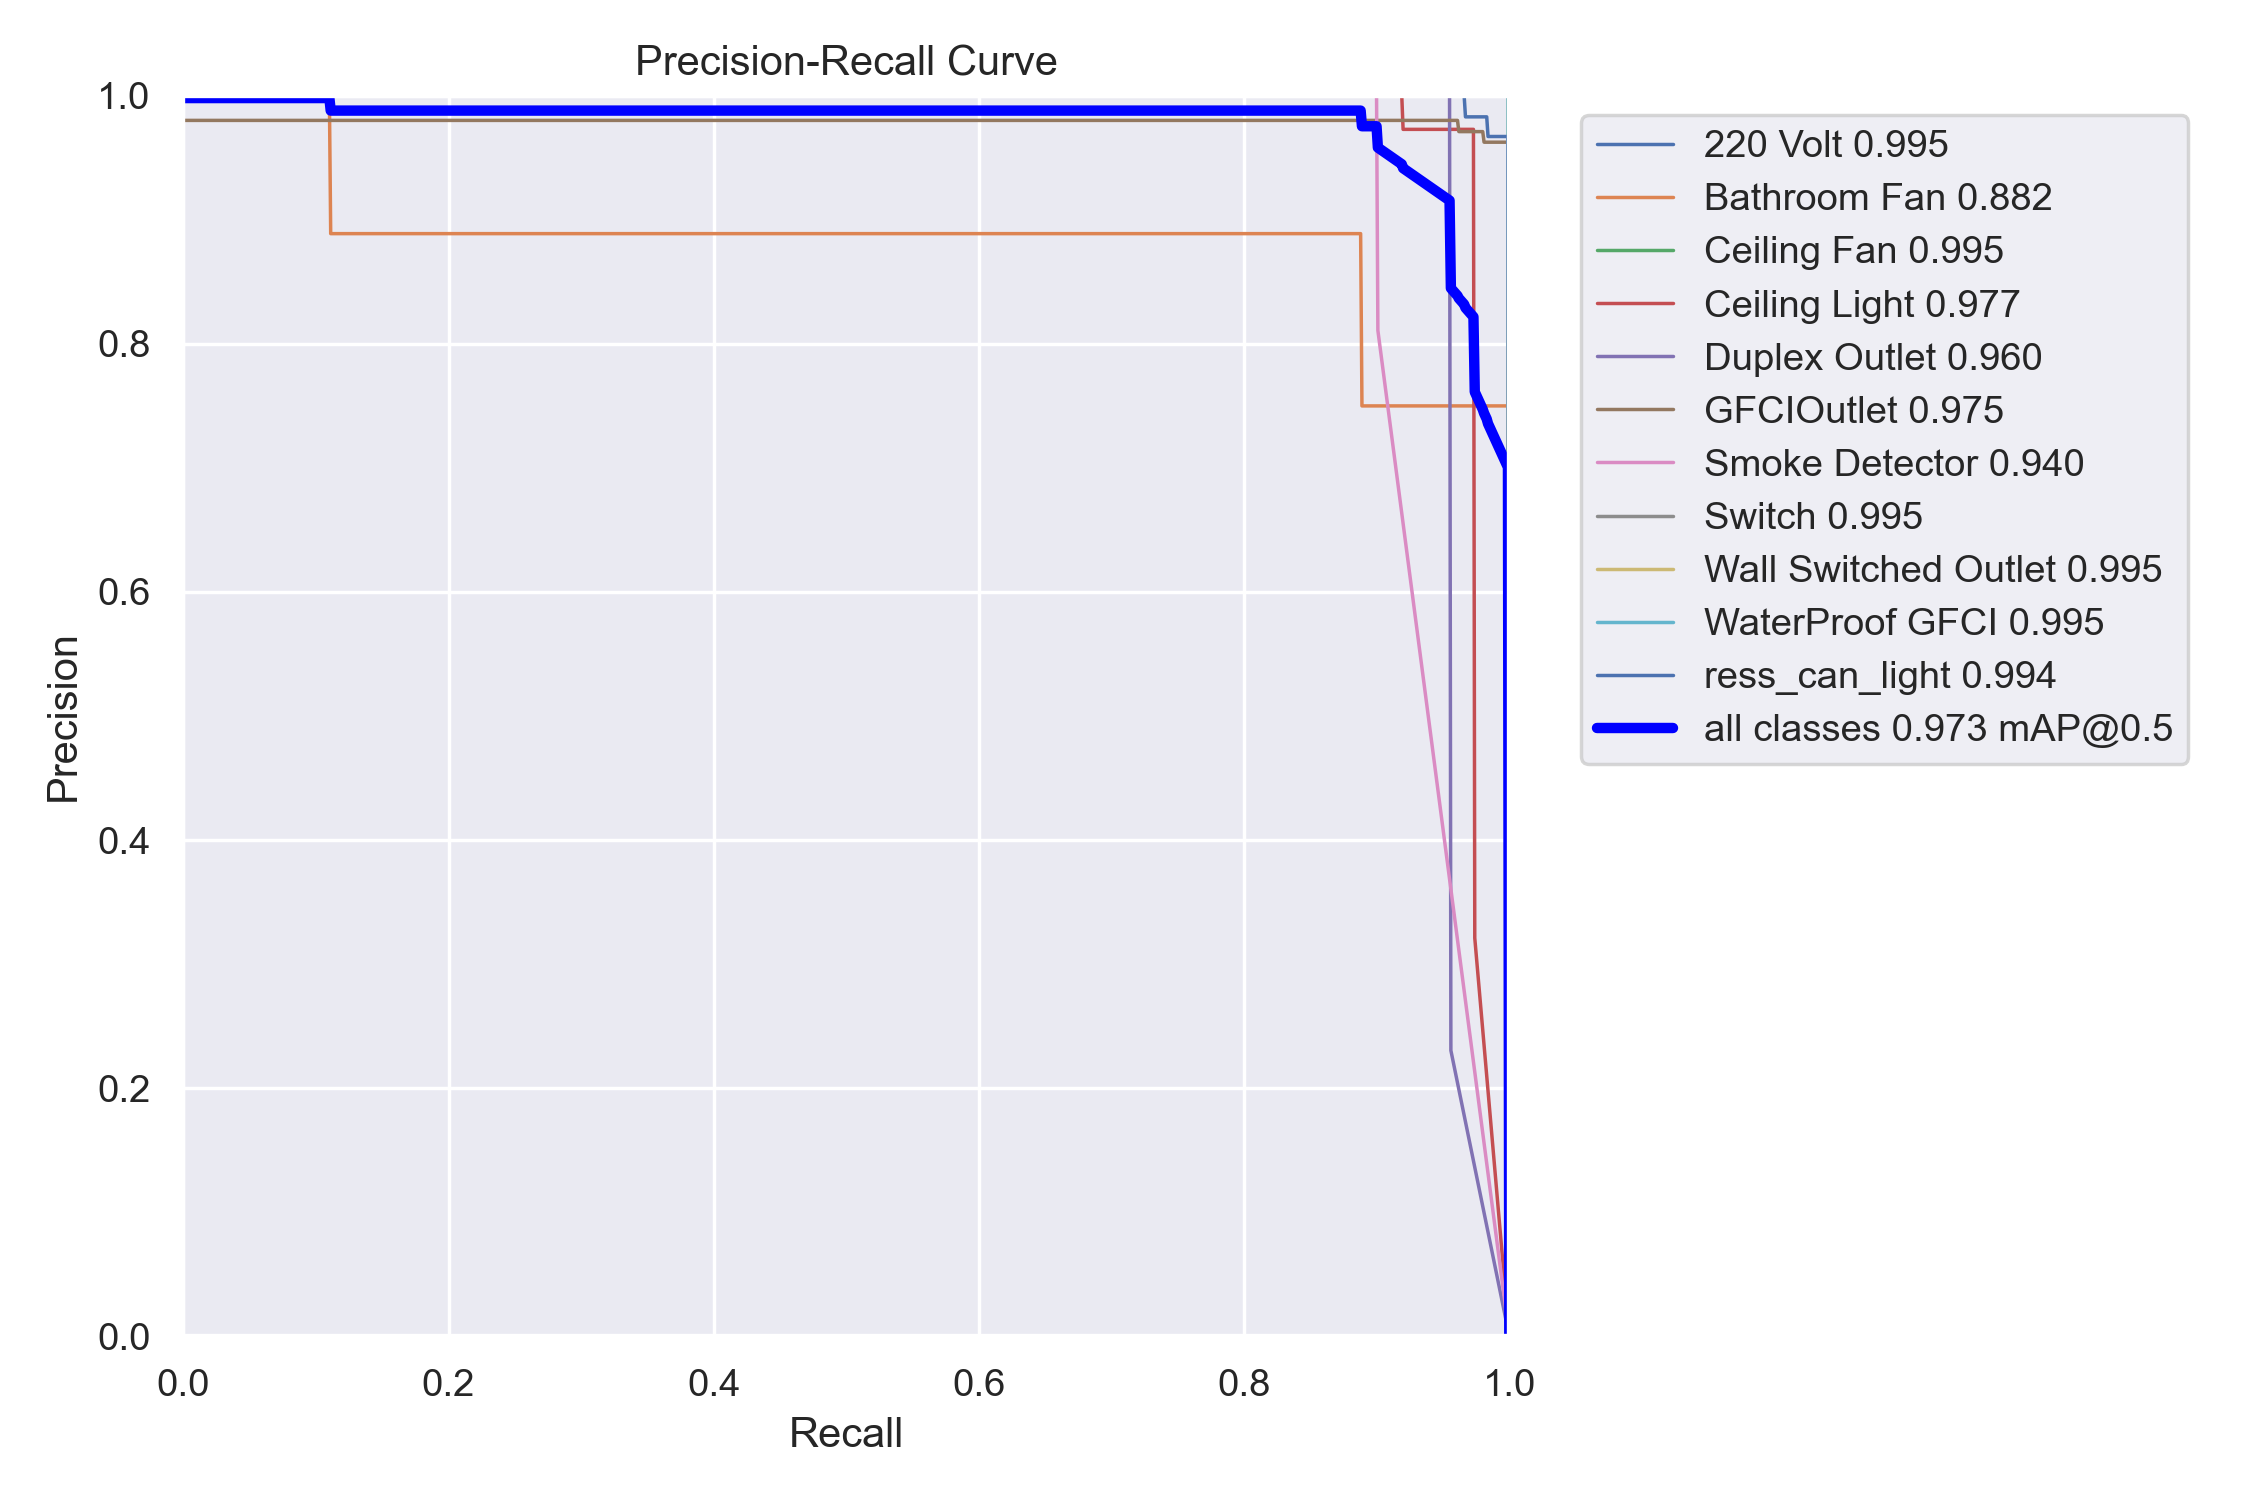 Precision-Recall Curve
1.0
0.8
0.6
0.4
0.2
0.0
Precision
0.0 0.2 0.4 0.6 0.8 1.0
Recall
220 Volt 0.995
Bathroom Fan 0.882
Ceiling Fan 0.995
Ceiling Light 0.977
Duplex Outlet 0.960
GFCIOutlet 0.975
Smoke Detector 0.940
Switch 0.995
Wall Switched Outlet 0.995
WaterProof GFCI 0.995
ress_can_light 0.994
all classes 0.973 mAP@0.5